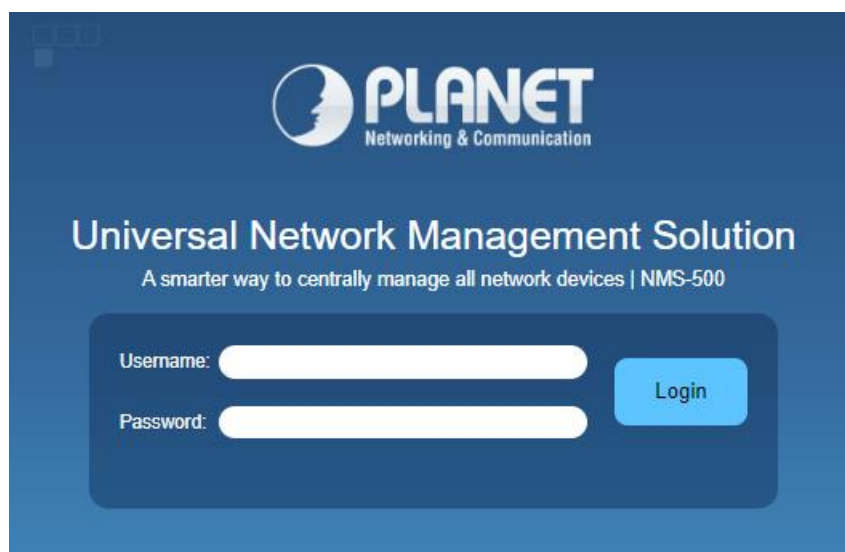 PLANET
Networking & Communication
Universal Network Management Solution
A smarter way to centrally manage all network devices | NMS-500
Username:
Login
Password: